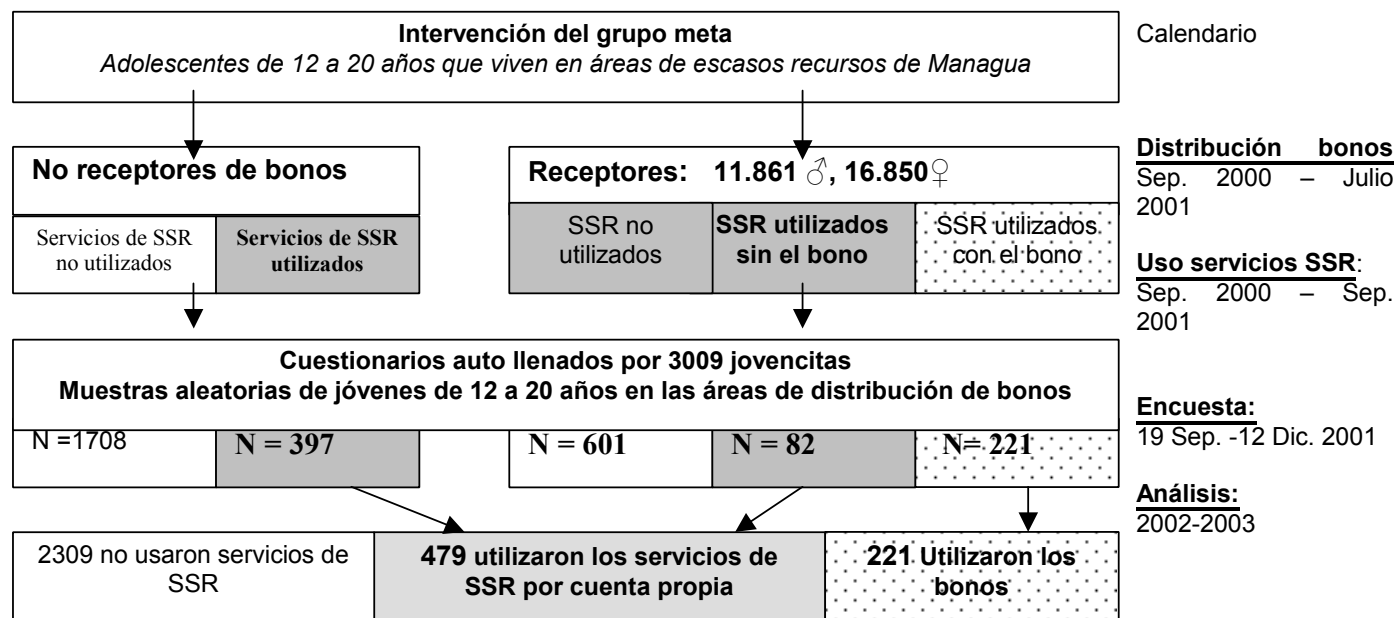 Intervención del grupo meta
Adolescentes de 12 a 20 años que viven en áreas de escasos recursos de Managua
Calendario
No receptores de bonos
Receptores: 11.861 ♂, 16.850♀
Servicios de SSR
no utilizados
Servicios de SSR
utilizados
SSR no
utilizados
SSR utilizados
sin el bono
SSR utilizados
con el bono
Distribución bonos
Sep. 2000 – Julio
2001
Uso servicios SSR:
Sep. 2000 – Sep.
2001
Cuestionarios auto llenados por 3009 jovencitas
Muestras aleatorias de jóvenes de 12 a 20 años en las áreas de distribución de bonos
N =1708
N = 397
N = 601
N = 82
N= 221
Encuesta:
19 Sep. -12 Dic. 2001
Análisis:
2002-2003
2309 no usaron servicios de
SSR
479 utilizaron los servicios de
SSR por cuenta propia
221 Utilizaron los
bonos